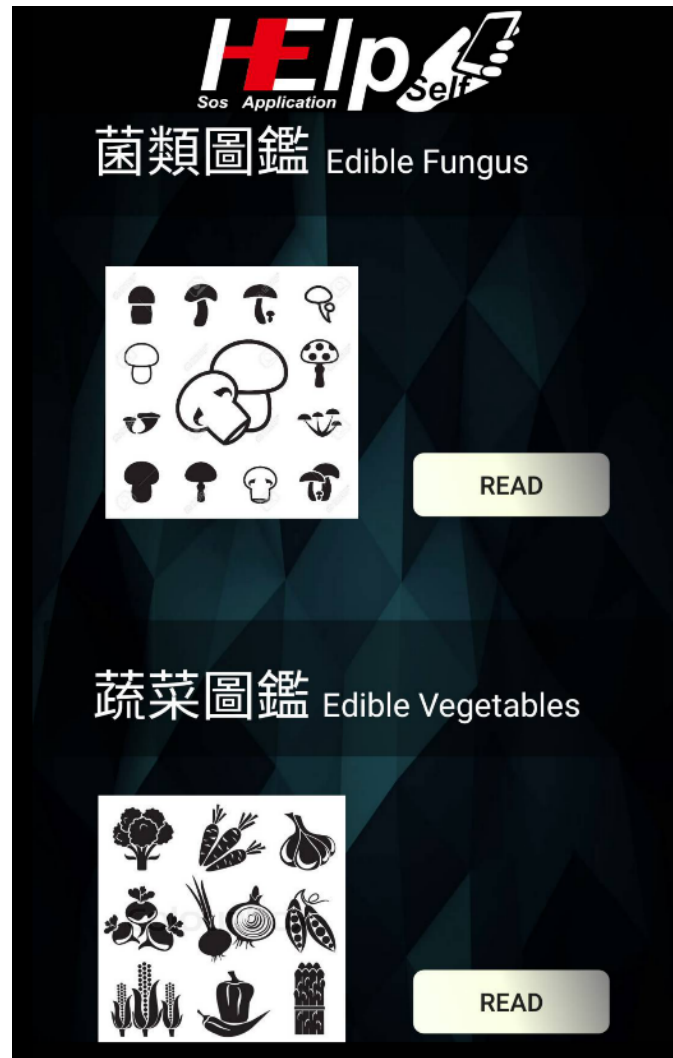 HElp
Self
Sos Application
菌類圖鑑 Edible Fungus
READ
蔬菜圖鑑 Edible Vegetables
READ